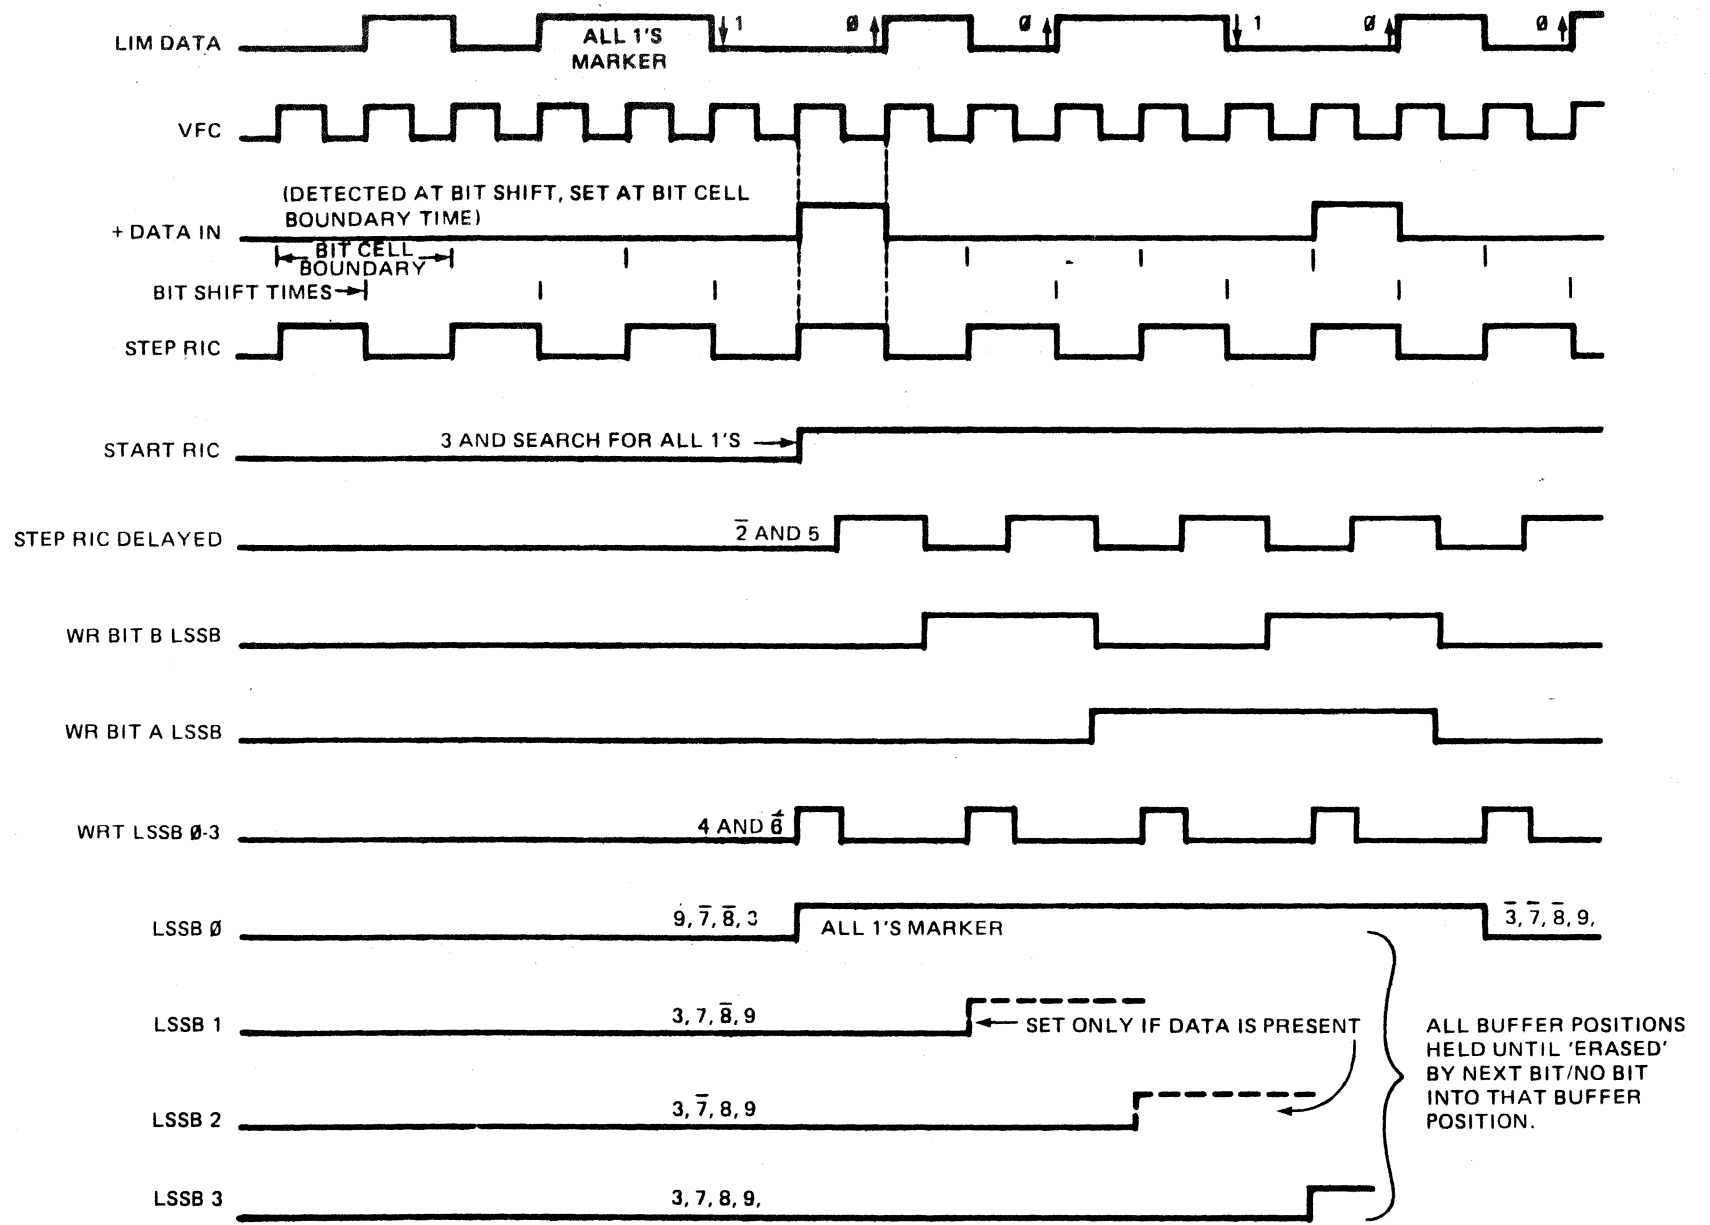 LIM DATA
ALL 1'S
MARKER
1
Ø
Ø
1
Ø
Ø
VFC
(DETECTED AT BIT SHIFT, SET AT BIT CELL
BOUNDARY TIME)
+ DATA IN
BIT CELL
BOUNDARY
BIT SHIFT TIMES
STEP RIC
START RIC
3 AND SEARCH FOR ALL 1'S
STEP RIC DELAYED
2̅ AND 5
WR BIT B LSSB
WR BIT A LSSB
WRT LSSB Ø-3
4 AND 6̅
LSSB Ø
9, 7̅, 8̅, 3
ALL 1'S MARKER
3̅, 7̅, 8̅, 9,
LSSB 1
3, 7, 8̅, 9
SET ONLY IF DATA IS PRESENT
LSSB 2
3, 7̅, 8, 9
LSSB 3
3, 7, 8, 9,
ALL BUFFER POSITIONS
HELD UNTIL 'ERASED'
BY NEXT BIT/NO BIT
INTO THAT BUFFER
POSITION.